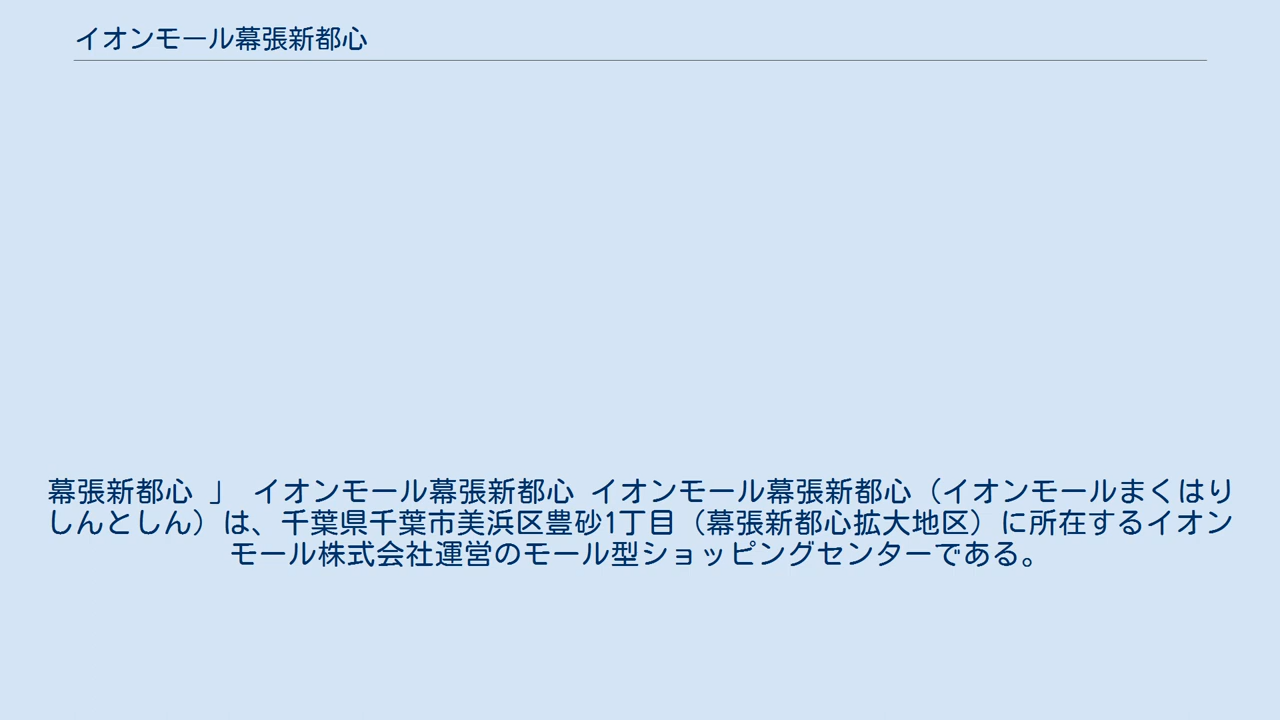 イオンモール幕張新都心
幕張新都心 」 イオンモール幕張新都心 イオンモール幕張新都心（イオンモールまくはり
しんとしん）は、千葉県千葉市美浜区豊砂1丁目（幕張新都心拡大地区）に所在するイオン
モール株式会社運営のモール型ショッピングセンターである。